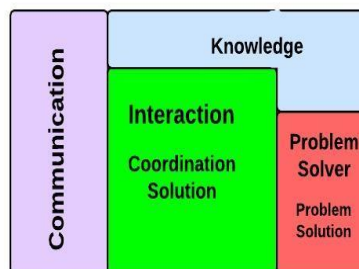 Communication
Knowledge
Interaction
Coordination
Solution
Problem
Solver
Problem
Solution